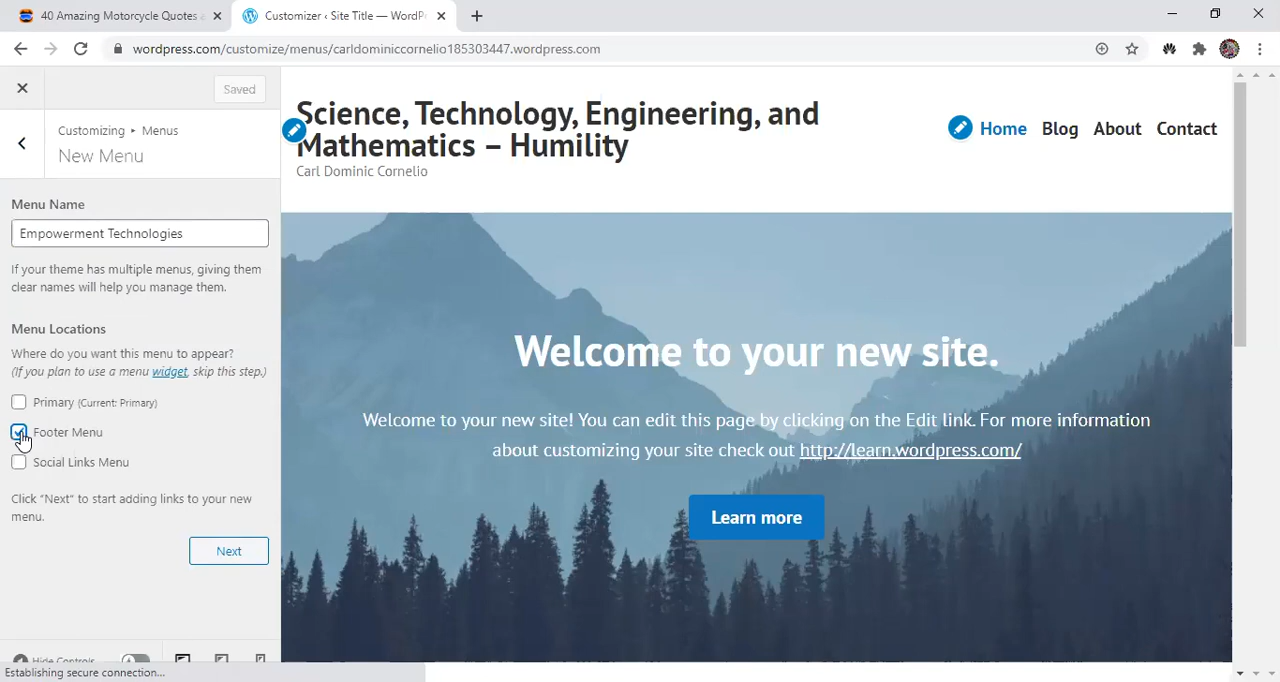 40 Amazing Motorcycle Quotes a
Customizer ‹ Site Title — WordPr
wordpress.com/customize/menus/carldominiccornelio185303447.wordpress.com
Saved
Customizing ▸ Menus
New Menu
Menu Name
Empowerment Technologies
If your theme has multiple menus, giving them
clear names will help you manage them.
Menu Locations
Where do you want this menu to appear?
(If you plan to use a menu widget, skip this step.)
Primary (Current: Primary)
Footer Menu
Social Links Menu
Click "Next" to start adding links to your new
menu.
Next
Hide Controls
Establishing secure connection...
Science, Technology, Engineering, and
Mathematics – Humility
Carl Dominic Cornelio
Home Blog About Contact
Welcome to your new site.
Welcome to your new site! You can edit this page by clicking on the Edit link. For more information
about customizing your site check out http://learn.wordpress.com/
Learn more